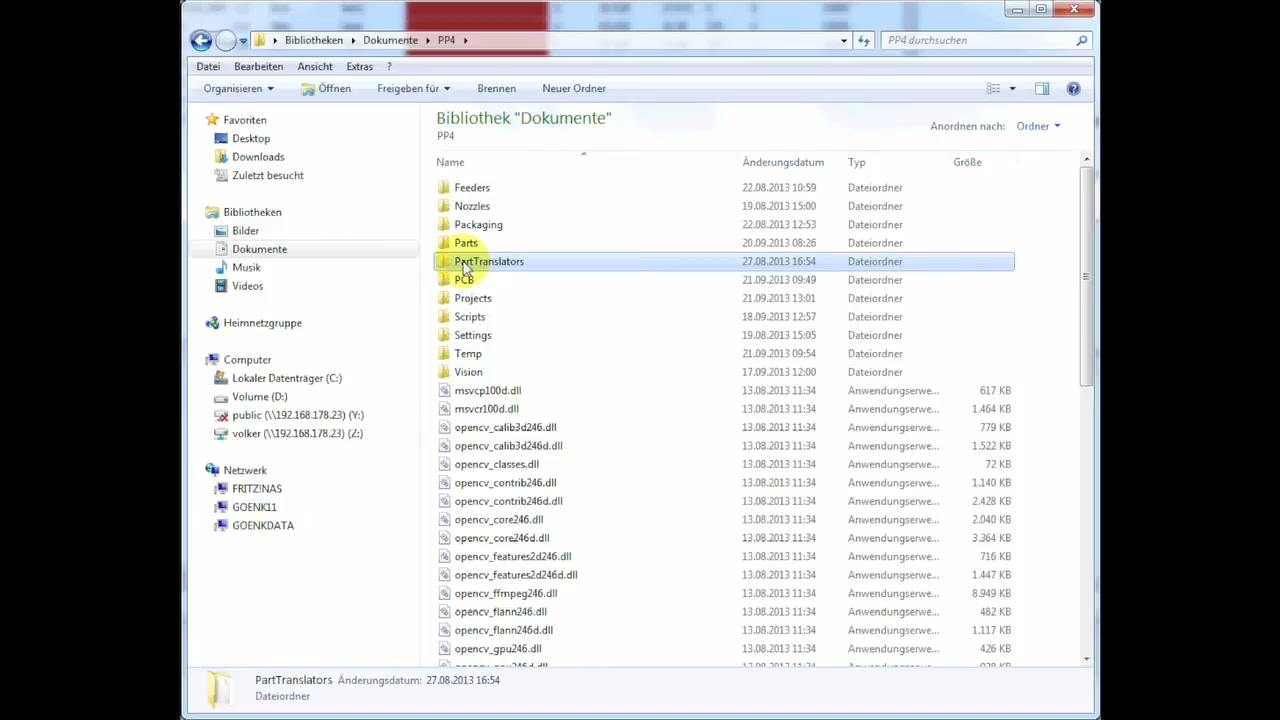 Bibliotheken Dokumente PP4 PP4 durchsuchen
Datei Bearbeiten Ansicht Extras ?
Organisieren Öffnen Freigeben für Brennen Neuer Ordner
Favoriten
Desktop
Downloads
Zuletzt besucht
Bibliotheken
Bilder
Dokumente
Musik
Videos
Heimnetzgruppe
Computer
Lokaler Datenträger (C:)
Volume (D:)
public (\\192.168.178.23) (Y:)
volker (\\192.168.178.23) (Z:)
Netzwerk
FRITZ!NAS
GOENK11
GOENKDATA
Bibliothek "Dokumente"
PP4
Anordnen nach: Ordner
Name Änderungsdatum Typ Größe
Feeders 22.08.2013 10:59 Dateiordner
Nozzles 19.08.2013 15:00 Dateiordner
Packaging 22.08.2013 12:53 Dateiordner
Parts 20.09.2013 08:26 Dateiordner
PartTranslators 27.08.2013 16:54 Dateiordner
PCB 21.09.2013 09:49 Dateiordner
Projects 21.09.2013 13:01 Dateiordner
Scripts 18.09.2013 12:57 Dateiordner
Settings 19.08.2013 15:05 Dateiordner
Temp 21.09.2013 09:54 Dateiordner
Vision 17.09.2013 12:00 Dateiordner
msvcp100d.dll 13.08.2013 11:34 Anwendungserwe... 617 KB
msvcr100d.dll 13.08.2013 11:34 Anwendungserwe... 1.464 KB
opencv_calib3d246.dll 13.08.2013 11:34 Anwendungserwe... 779 KB
opencv_calib3d246d.dll 13.08.2013 11:34 Anwendungserwe... 1.522 KB
opencv_classes.dll 13.08.2013 11:34 Anwendungserwe... 72 KB
opencv_contrib246.dll 13.08.2013 11:34 Anwendungserwe... 1.140 KB
opencv_contrib246d.dll 13.08.2013 11:34 Anwendungserwe... 2.428 KB
opencv_core246.dll 13.08.2013 11:34 Anwendungserwe... 2.040 KB
opencv_core246d.dll 13.08.2013 11:34 Anwendungserwe... 3.364 KB
opencv_features2d246.dll 13.08.2013 11:34 Anwendungserwe... 716 KB
opencv_features2d246d.dll 13.08.2013 11:34 Anwendungserwe... 1.447 KB
opencv_ffmpeg246.dll 13.08.2013 11:34 Anwendungserwe... 8.949 KB
opencv_flann246.dll 13.08.2013 11:34 Anwendungserwe... 482 KB
opencv_flann246d.dll 13.08.2013 11:34 Anwendungserwe... 1.117 KB
opencv_gpu246.dll 13.08.2013 11:34 Anwendungserwe... 426 KB
PartTranslators Änderungsdatum: 27.08.2013 16:54
Dateiordner